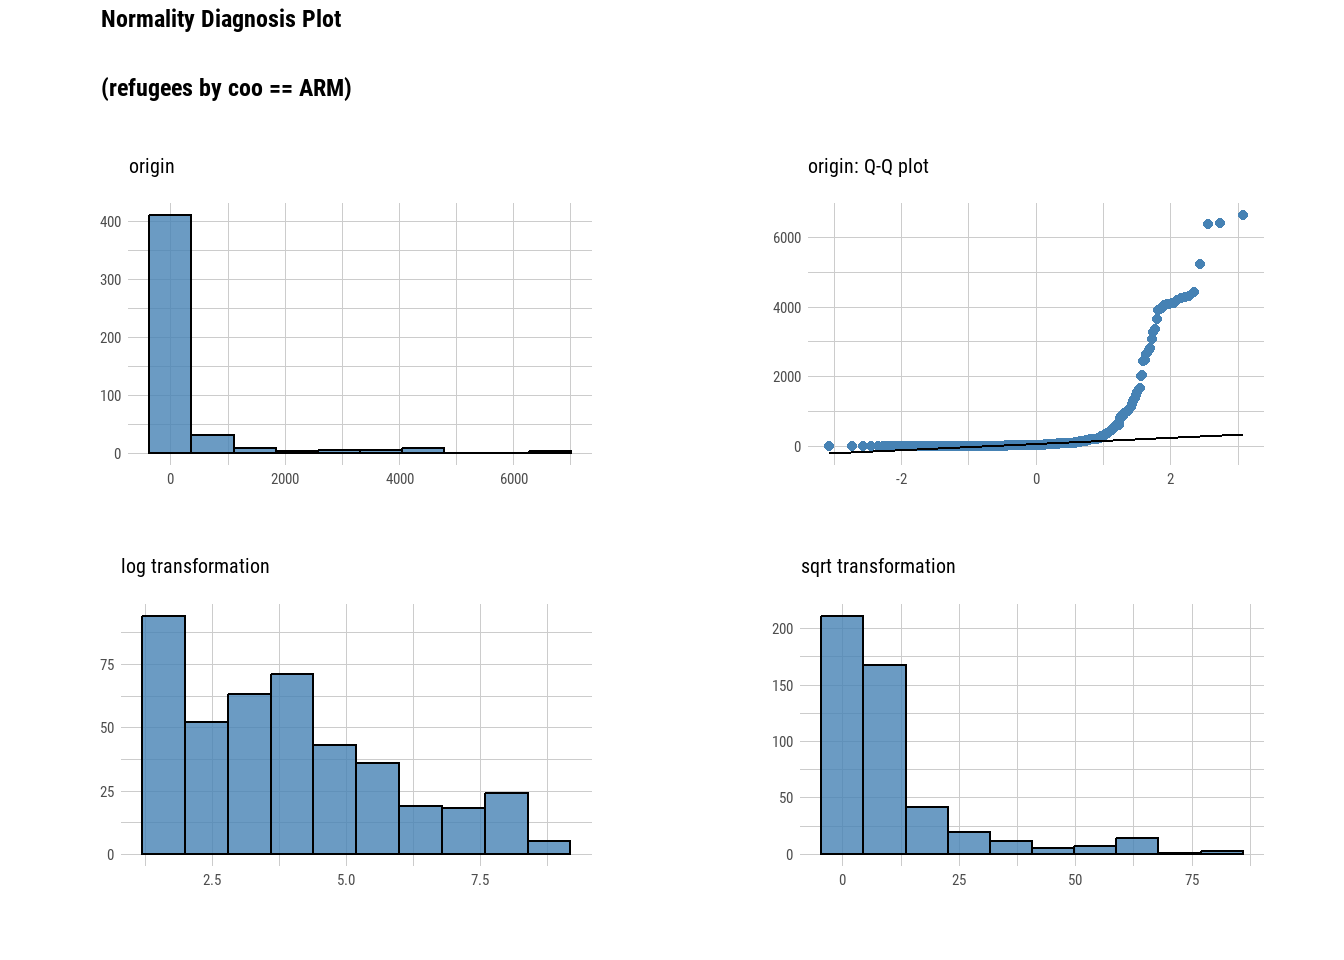 Normality Diagnosis Plot
(refugees by coo == ARM)
origin
400
300
200
100
0
0 2000 4000 6000
origin: Q-Q plot
6000
4000
2000
0
-2 0 2
log transformation
75
50
25
0
2.5 5.0 7.5
sqrt transformation
200
150
100
50
0
0 25 50 75